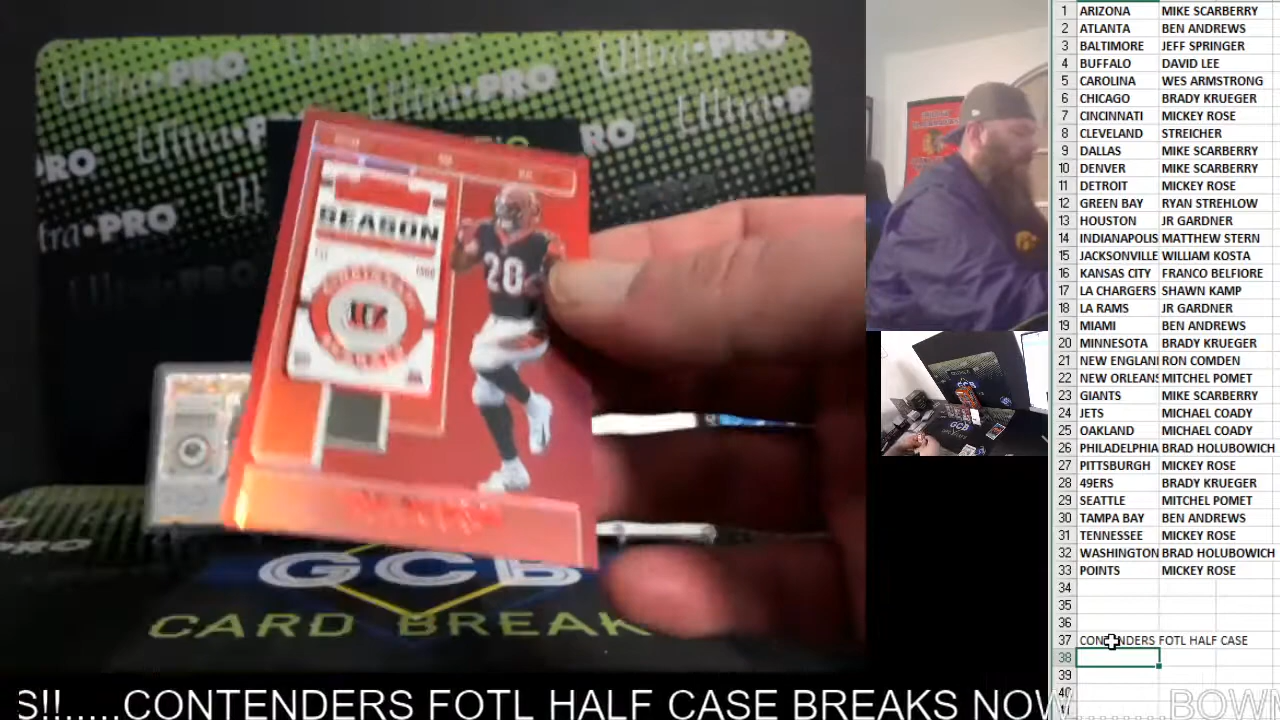 Ultra•PRO
SEASON
20
GCB
CARD BREAK
1 ARIZONA MIKE SCARBERRY
2 ATLANTA BEN ANDREWS
3 BALTIMORE JEFF SPRINGER
4 BUFFALO DAVID LEE
5 CAROLINA WES ARMSTRONG
6 CHICAGO BRADY KRUEGER
7 CINCINNATI MICKEY ROSE
8 CLEVELAND STREICHER
9 DALLAS MIKE SCARBERRY
10 DENVER MIKE SCARBERRY
11 DETROIT MICKEY ROSE
12 GREEN BAY RYAN STREHLOW
13 HOUSTON JR GARDNER
14 INDIANAPOLIS MATTHEW STERN
15 JACKSONVILLE WILLIAM KOSTA
16 KANSAS CITY FRANCO BELFIORE
17 LA CHARGERS SHAWN KAMP
18 LA RAMS JR GARDNER
19 MIAMI BEN ANDREWS
20 MINNESOTA BRADY KRUEGER
21 NEW ENGLAN RON COMDEN
22 NEW ORLEANS MITCHEL POMET
23 GIANTS MIKE SCARBERRY
24 JETS MICHAEL COADY
25 OAKLAND MICHAEL COADY
26 PHILADELPHIA BRAD HOLUBOWICH
27 PITTSBURGH MICKEY ROSE
28 49ERS BRADY KRUEGER
29 SEATTLE MITCHEL POMET
30 TAMPA BAY BEN ANDREWS
31 TENNESSEE MICKEY ROSE
32 WASHINGTON BRAD HOLUBOWICH
33 POINTS MICKEY ROSE
34
35
36
37 CONTENDERS FOTL HALF CASE
38
39
40
S!!.....CONTENDERS FOTL HALF CASE BREAKS NOW